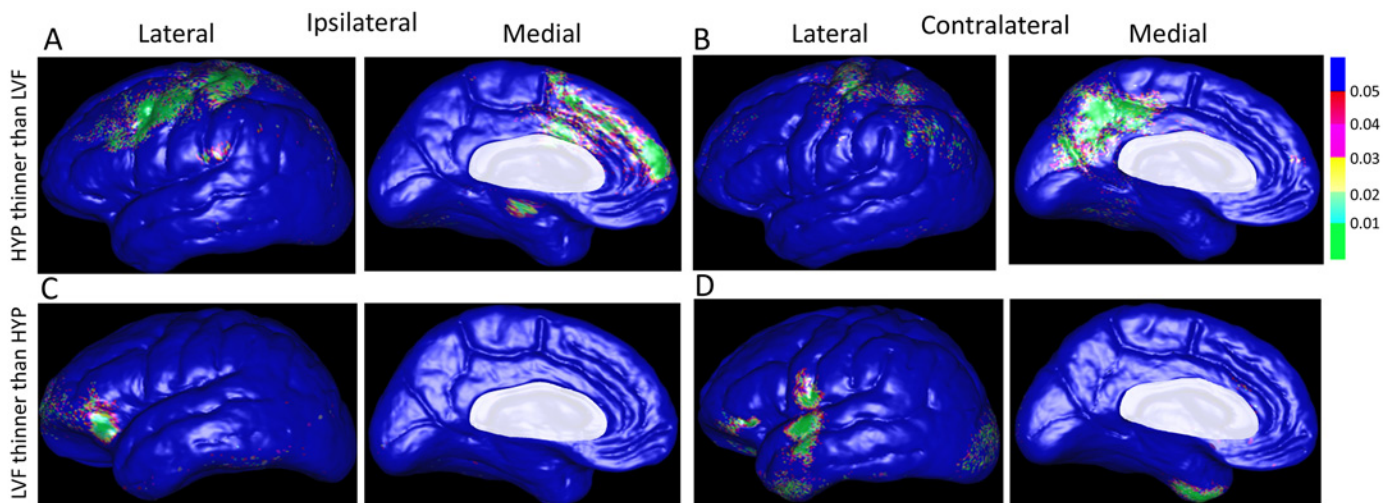 A
Lateral
Ipsilateral
Medial
B
Lateral
Contralateral
Medial
HYP thinner than LVF
0.05
0.04
0.03
0.02
0.01
C
D
LVF thinner than HYP